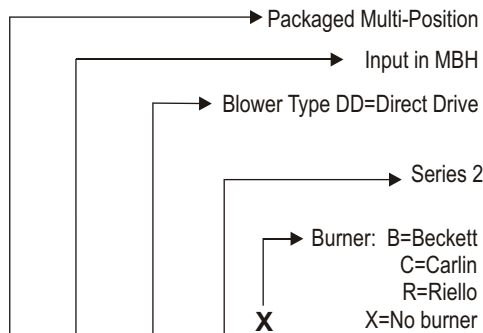 Packaged Multi-Position
Input in MBH
Blower Type DD=Direct Drive
Series 2
Burner: B=Beckett
C=Carlin
R=Riello
X X=No burner